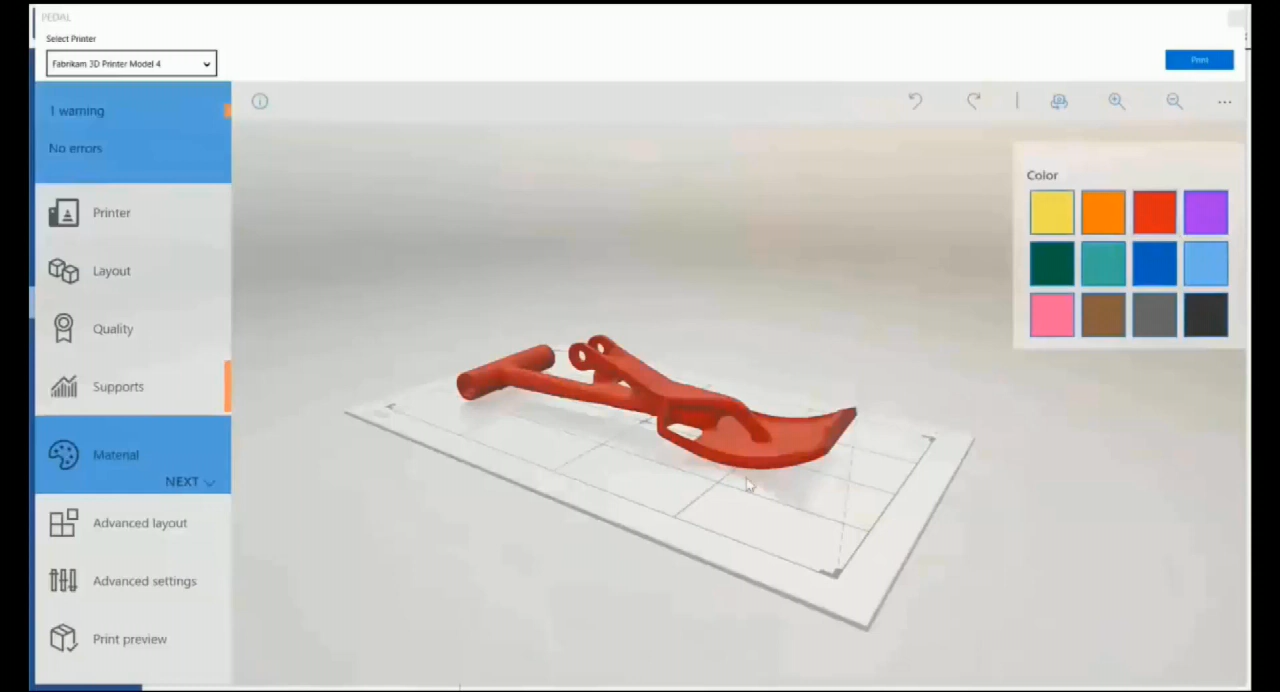 PEDAL
Select Printer
Fabrikam 3D Printer Model 4
Print
1 warning
No errors
Printer
Layout
Quality
Supports
Material
NEXT
Advanced layout
Advanced settings
Print preview
Color